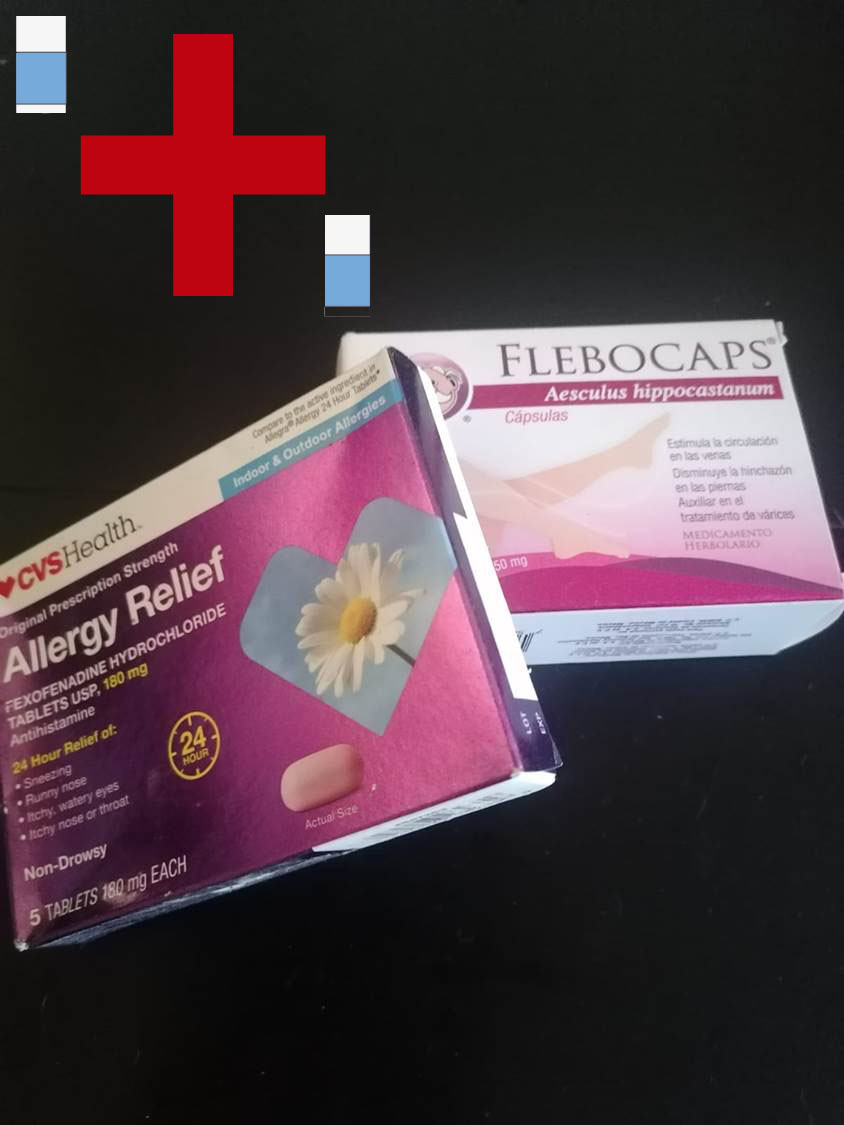 Compare to the active ingredient in
Allegra® Allergy 24 Hour Tablets*
Indoor & Outdoor Allergies
CVSHealth™
Original Prescription Strength
Allergy Relief
FEXOFENADINE HYDROCHLORIDE
TABLETS USP, 180 mg
Antihistamine
24 Hour Relief of:
• Sneezing
• Runny nose
• Itchy, watery eyes
• Itchy nose or throat
24
HOUR
Non-Drowsy
Actual Size
5 TABLETS 180 mg EACH
LOT
EXP
FLEBOCAPS®
Aesculus hippocastanum
®
Cápsulas
Estimula la circulación
en las venas
Disminuye la hinchazón
en las piernas
Auxiliar en el
tratamiento de várices
MEDICAMENTO
HERBOLARIO
50 mg